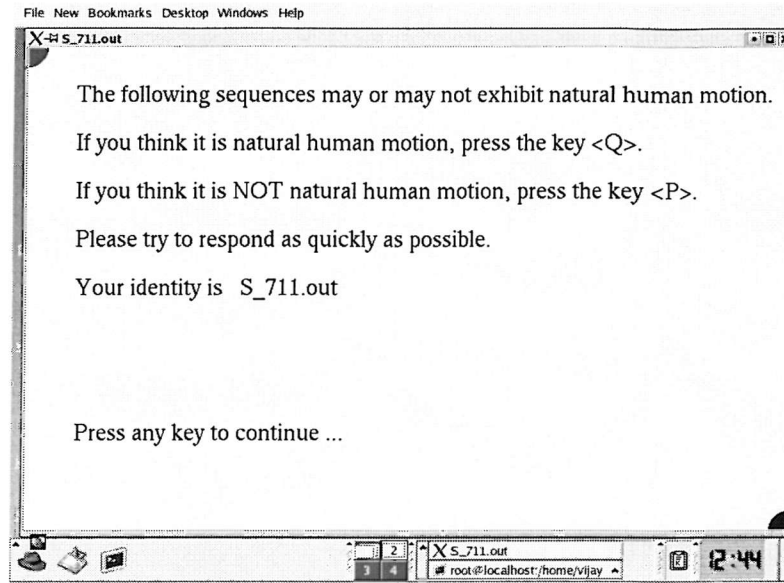 File New Bookmarks Desktop Windows Help
X S_711.out
The following sequences may or may not exhibit natural human motion.
If you think it is natural human motion, press the key <Q>.
If you think it is NOT natural human motion, press the key <P>.
Please try to respond as quickly as possible.
Your identity is S_711.out
Press any key to continue ...
2 X S_711.out
3 4 root@localhost:/home/vijay
12:44